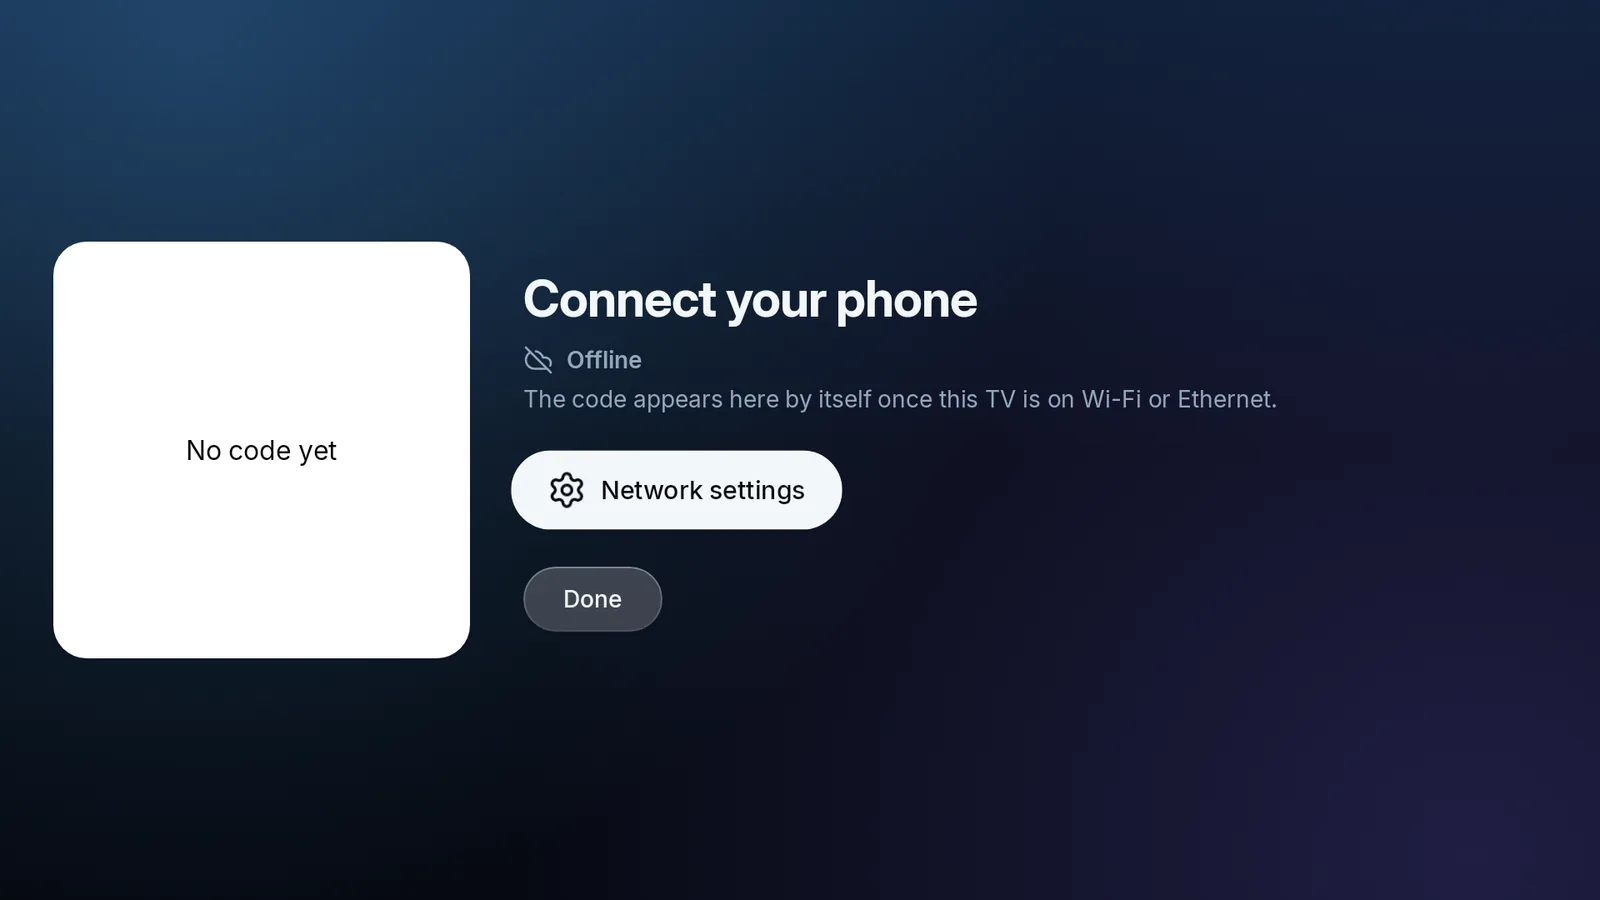 Connect your phone
Offline
The code appears here by itself once this TV is on Wi-Fi or Ethernet.
No code yet
Network settings
Done